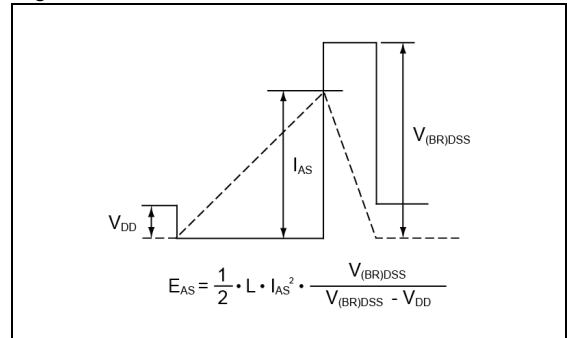 V(BR)DSS
IAS
VDD
EAS = 1/2 • L • IAS² • V(BR)DSS / (V(BR)DSS - VDD)